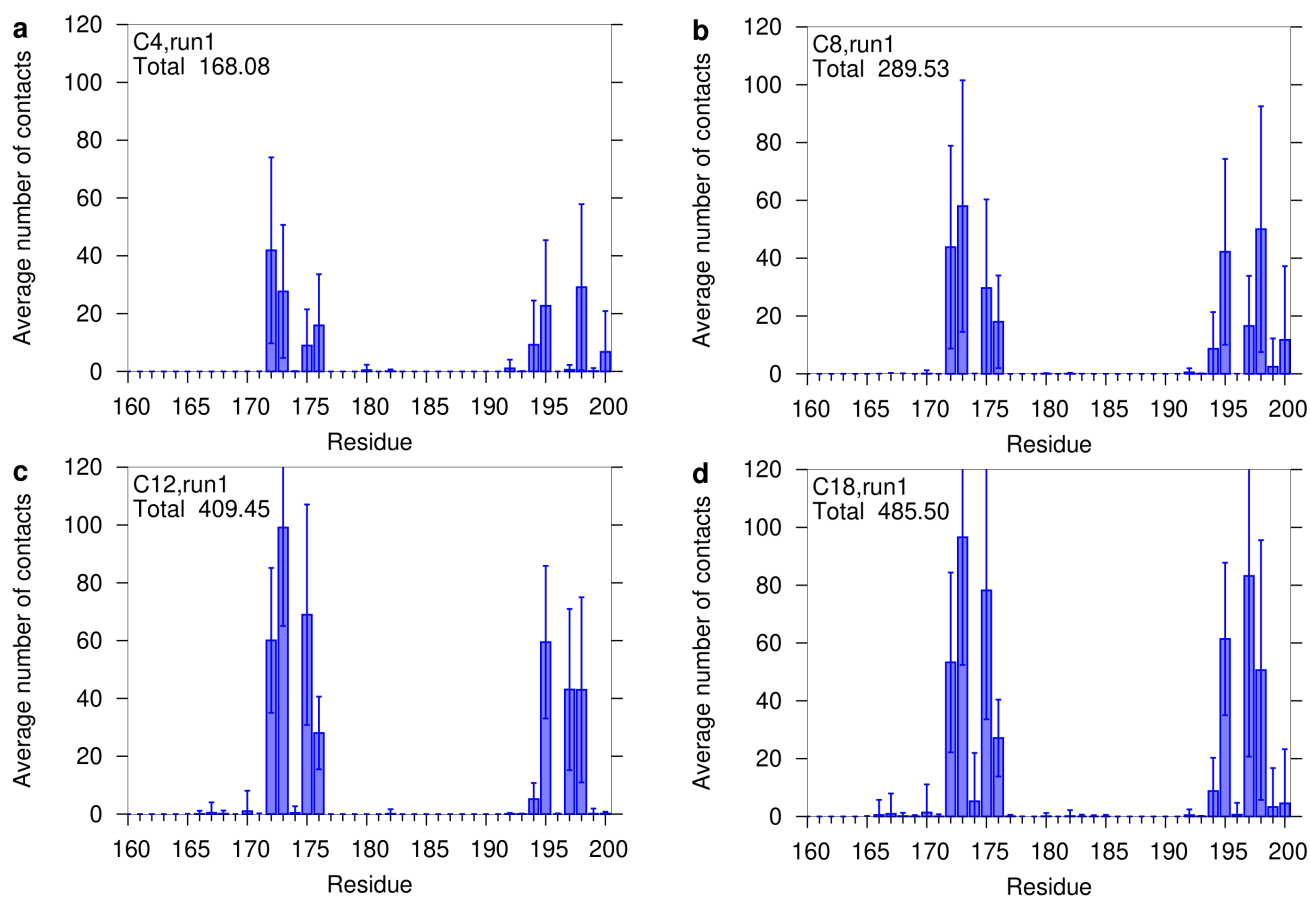 a
C4,run1
Total 168.08
Average number of contacts
120
100
80
60
40
20
0
160 165 170 175 180 185 190 195 200
Residue
b
C8,run1
Total 289.53
Average number of contacts
120
100
80
60
40
20
0
160 165 170 175 180 185 190 195 200
Residue
c
C12,run1
Total 409.45
Average number of contacts
120
100
80
60
40
20
0
160 165 170 175 180 185 190 195 200
Residue
d
C18,run1
Total 485.50
Average number of contacts
120
100
80
60
40
20
0
160 165 170 175 180 185 190 195 200
Residue